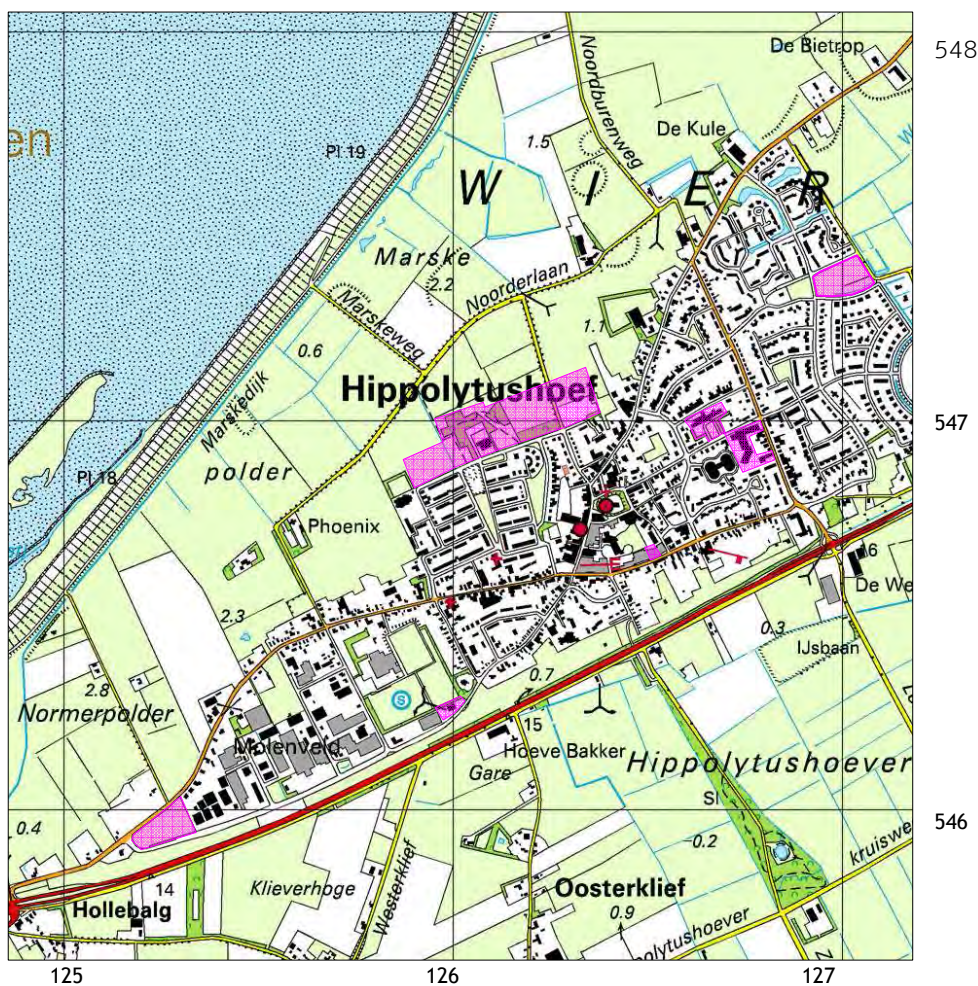 De Bietrop
548
Noordburenweg
en
Pl 19
1.5
De Kule
W I E R
Marske
2.2
Noorderlaan
Marskeweg
1.1
0.6
Hippolytushoef
547
Marskedijk
polder
Pl 18
Phoenix
2.3
6
De We
0.3
IJsbaan
2.8
0.7
S
Normerpolder
15
Molenveld
Hoeve Bakker
Hippolytushoever
Gare
Sl
546
0.4
-0.2
kruiswe
14
Klieverhoge
Westerklief
Oosterklief
Hollebalg
0.9
polytushoever
125
126
127